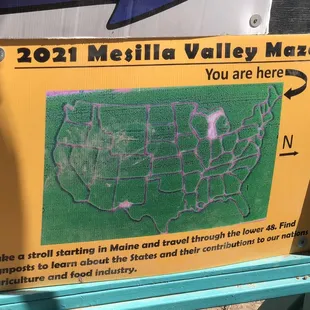 2021 Mesilla Valley Maze
You are here
N
ke a stroll starting in Maine and travel through the lower 48. Find
nposts to learn about the States and their contributions to our nations
riculture and food industry.